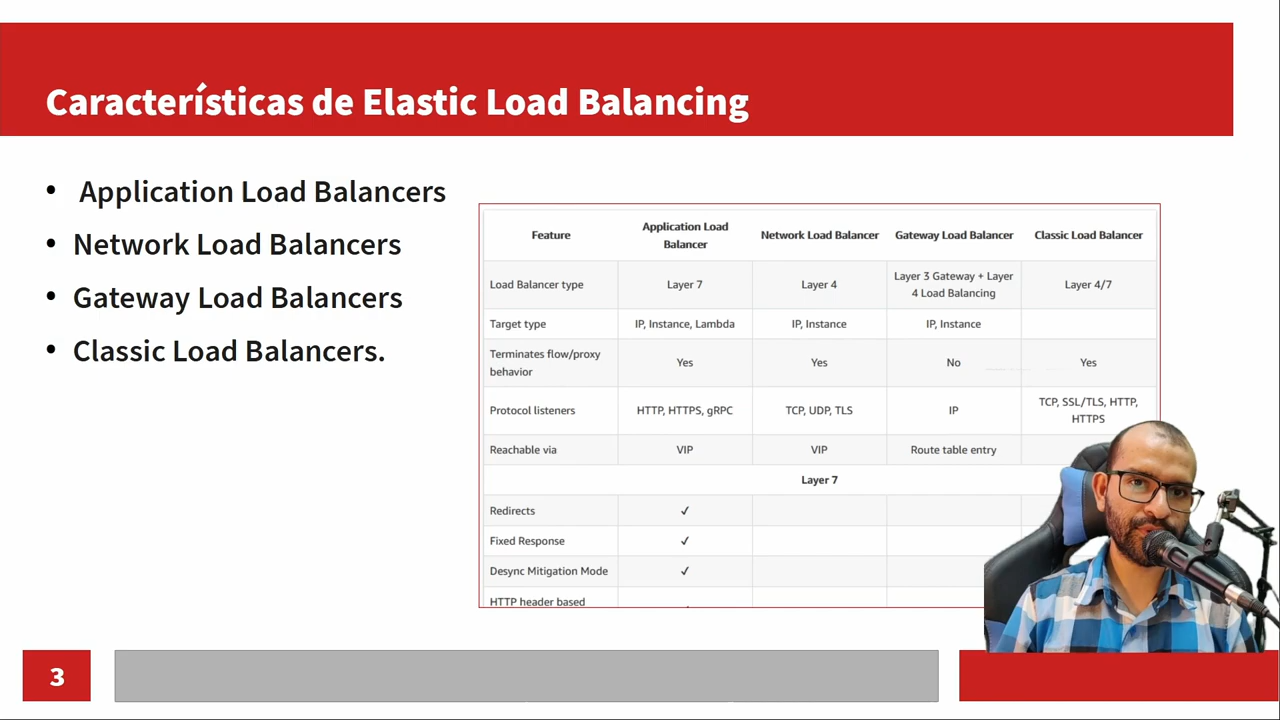 Características de Elastic Load Balancing
• Application Load Balancers
• Network Load Balancers
• Gateway Load Balancers
• Classic Load Balancers.
Feature
Application Load
Balancer
Network Load Balancer
Gateway Load Balancer
Classic Load Balancer
Load Balancer type
Layer 7
Layer 4
Layer 3 Gateway + Layer
4 Load Balancing
Layer 4/7
Target type
IP, Instance, Lambda
IP, Instance
IP, Instance
Terminates flow/proxy
behavior
Yes
Yes
No
Yes
Protocol listeners
HTTP, HTTPS, gRPC
TCP, UDP, TLS
IP
TCP, SSL/TLS, HTTP,
HTTPS
Reachable via
VIP
VIP
Route table entry
Layer 7
Redirects
✓
Fixed Response
✓
Desync Mitigation Mode
✓
HTTP header based
3